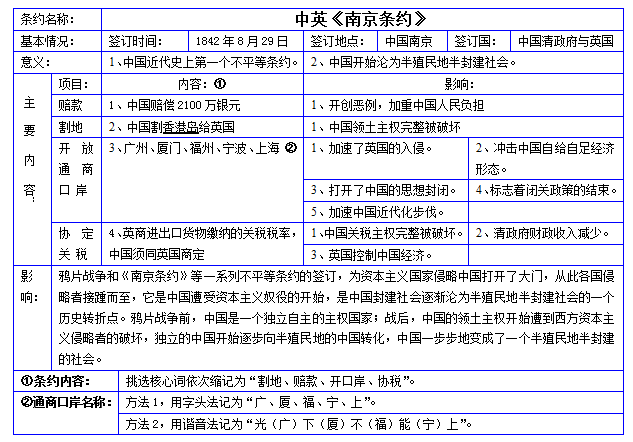 条约名称： 中英《南京条约》
基本情况： 签订时间： 1842 年 8 月 29 日 签订地点： 中国南京 签订国： 中国清政府与英国
意义： 1、中国近代史上第一个不平等条约。 2、中国开始沦为半殖民地半封建社会。
主要内容： 项目： 内容：① 影响：
赔款 1、中国赔偿 2100 万银元 1、开创恶例，加重中国人民负担
割地 2、中国割香港岛给英国 1、中国领土主权完整被破坏
开放通商口岸 3、广州、厦门、福州、宁波、上海 ② 1、加速了英国的入侵。 2、冲击中国自给自足经济形态。
3、打开了中国的思想封闭。 4、标志着闭关政策的结束。
5、加速中国近代化步伐。
协定关税 4、英商进出口货物缴纳的关税税率，中国须同英国商定 1、中国关税主权完整被破坏。 2、清政府财政收入减少。
3、英国控制中国经济。
影响： 鸦片战争和《南京条约》等一系列不平等条约的签订，为资本主义国家侵略中国打开了大门，从此各国侵
略者接踵而至，它是中国遭受资本主义奴役的开始，是中国封建社会逐渐沦为半殖民地半封建社会的一个
历史转折点。鸦片战争前，中国是一个独立自主的主权国家；战后，中国的领土主权开始遭到西方资本主
义侵略者的破坏，独立的中国开始逐步向半殖民地的中国转化，中国一步步地变成了一个半殖民地半封建
的社会。
①条约内容： 挑选核心词依次缩记为“割地、赔款、开口岸、协税”。
②通商口岸名称： 方法 1，用字头法记为“广、厦、福、宁、上”。
方法 2，用谐音法记为“光（广）下（厦）不（福）能（宁）上”。